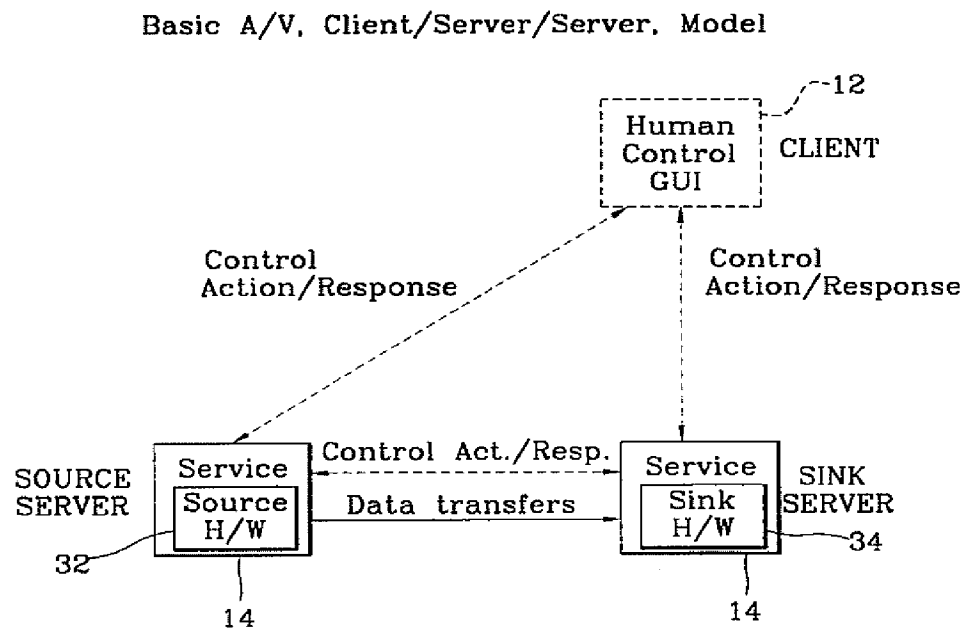 Basic A/V, Client/Server/Server, Model
12
Human
Control
GUI
CLIENT
Control
Action/Response
Control
Action/Response
SOURCE
SERVER
Service
Source
H/W
Control Act./Resp.
Data transfers
Service
Sink
H/W
SINK
SERVER
32
34
14
14